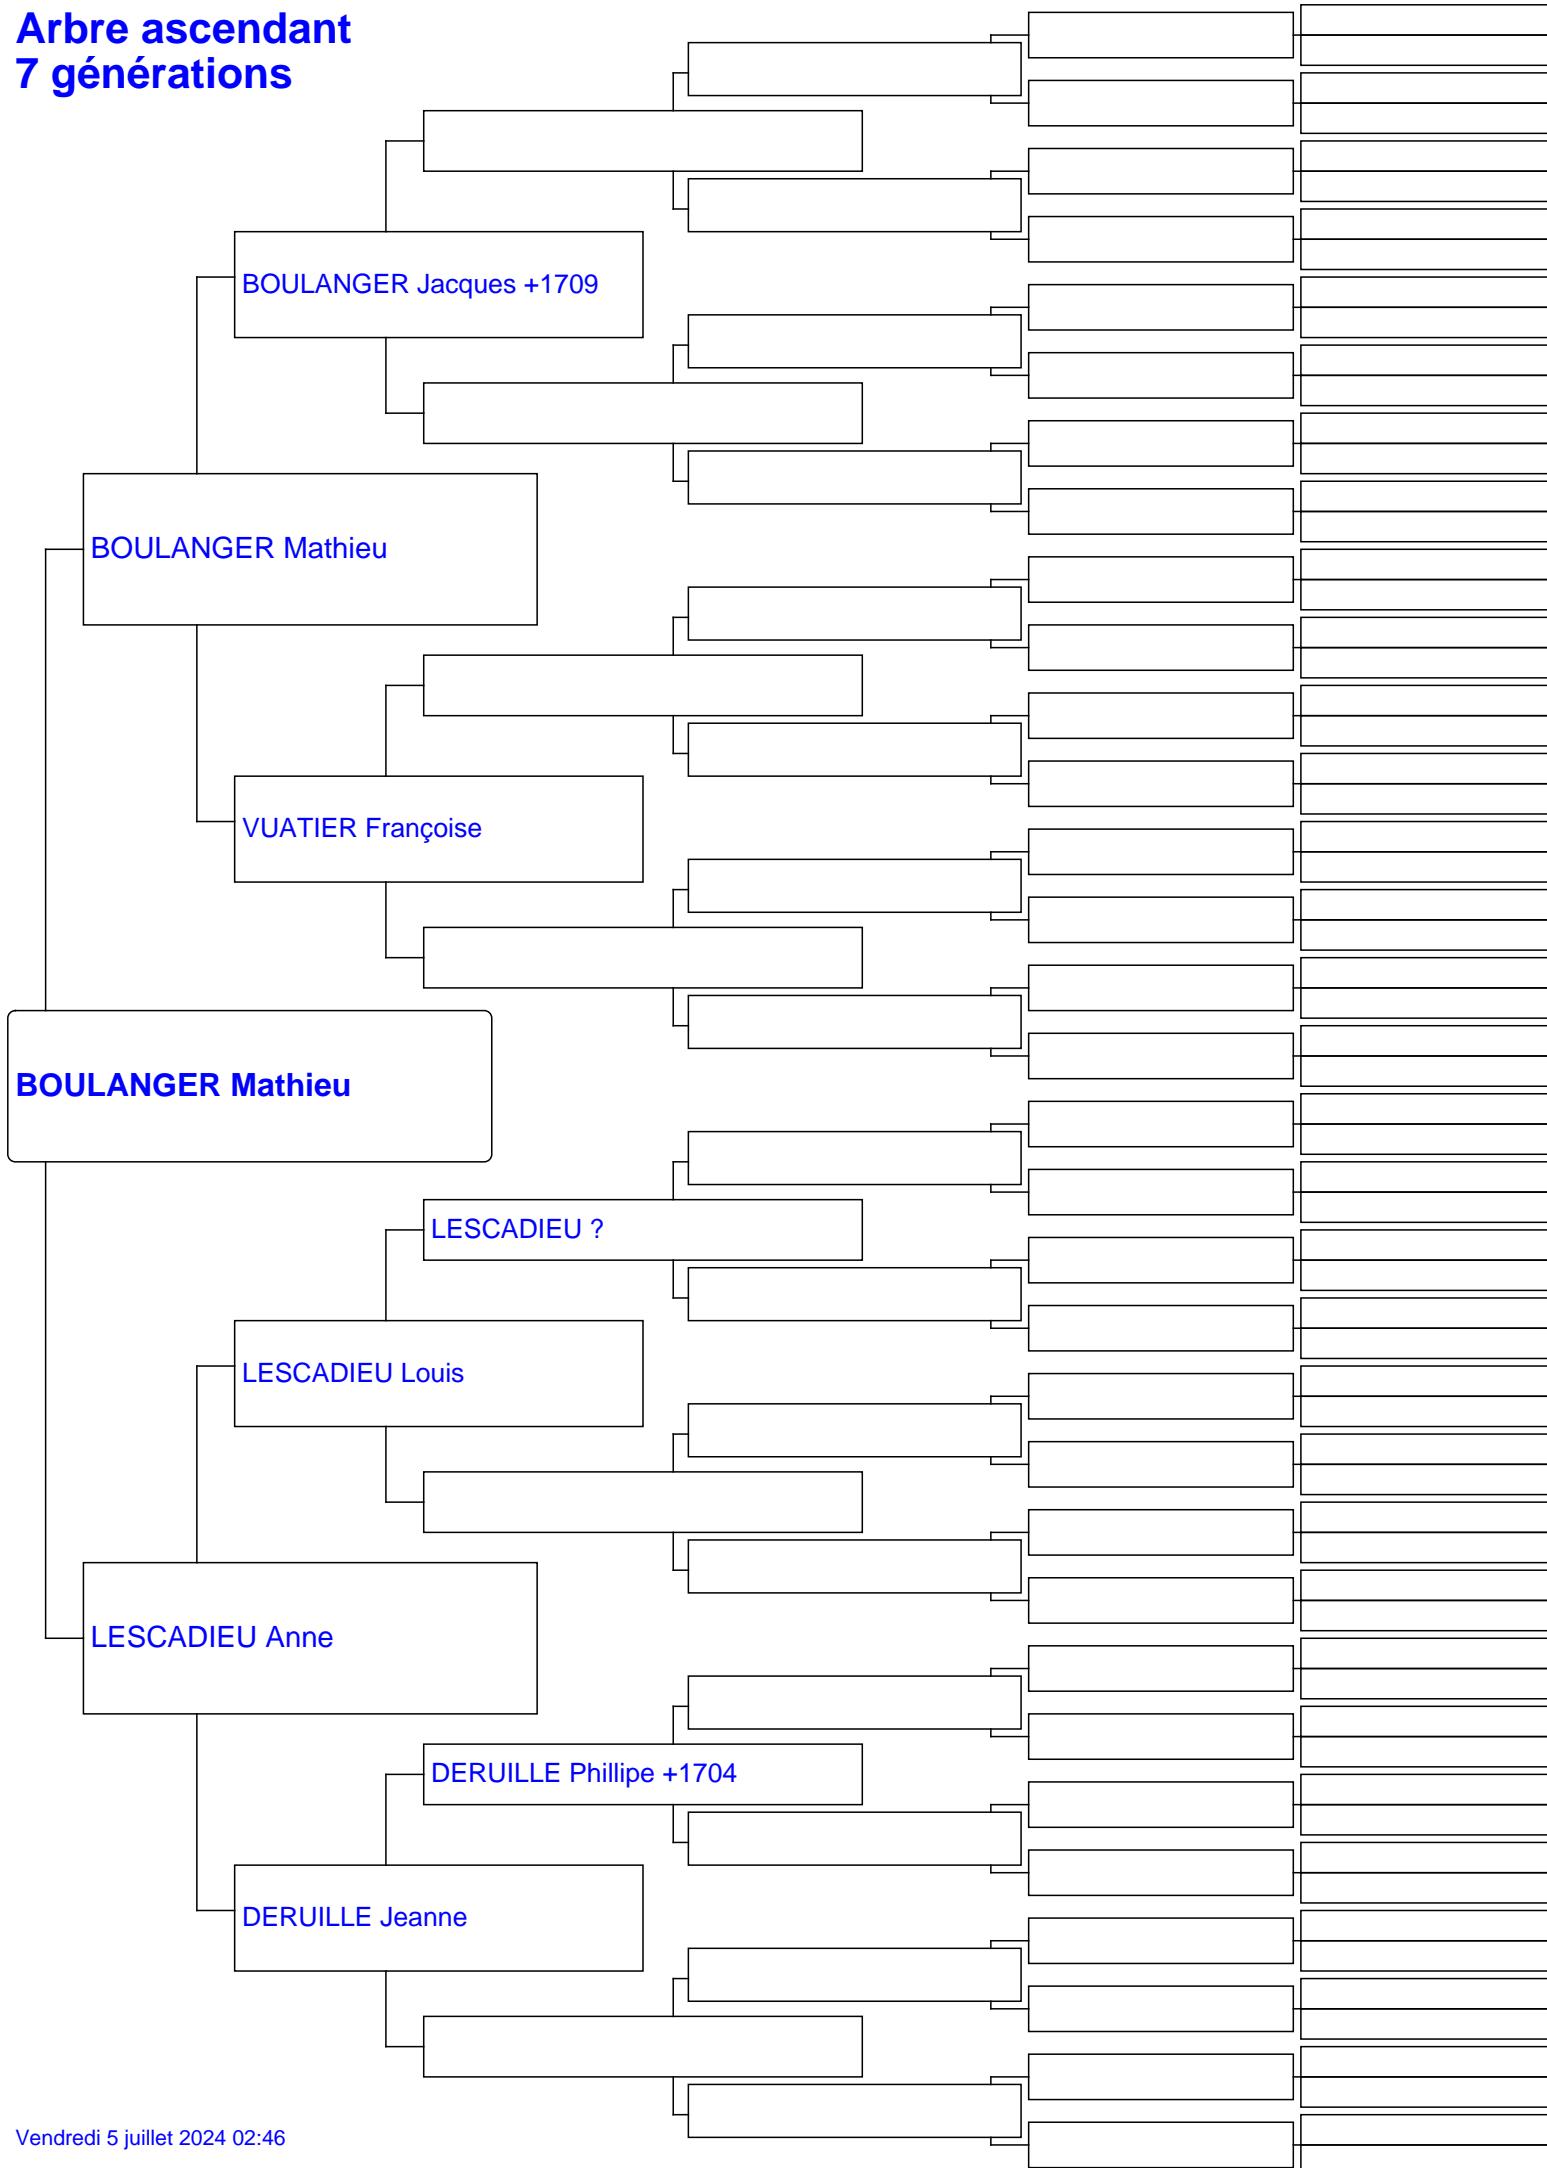 Arbre ascendant
7 générations
BOULANGER Jacques +1709
BOULANGER Mathieu
VUATIER Françoise
BOULANGER Mathieu
LESCADIEU ?
LESCADIEU Louis
LESCADIEU Anne
DERUILLE Phillipe +1704
DERUILLE Jeanne
Vendredi 5 juillet 2024 02:46